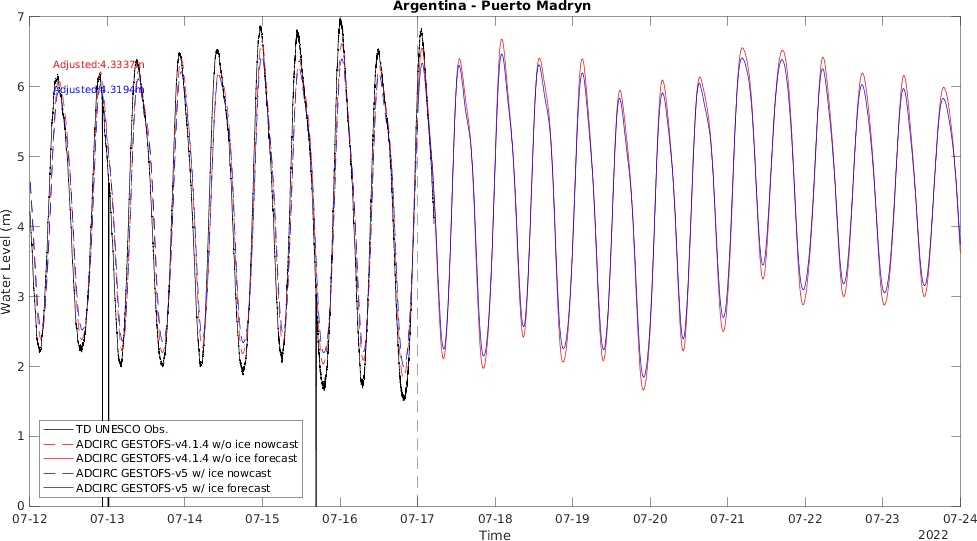 Argentina - Puerto Madryn
7
6
5
4
3
2
1
0
Water Level (m)
Adjusted:4.3337m
Adjusted:4.3194m
TD UNESCO Obs.
ADCIRC GESTOFS-v4.1.4 w/o ice nowcast
ADCIRC GESTOFS-v4.1.4 w/o ice forecast
ADCIRC GESTOFS-v5 w/ ice nowcast
ADCIRC GESTOFS-v5 w/ ice forecast
07-12 07-13 07-14 07-15 07-16 07-17 07-18 07-19 07-20 07-21 07-22 07-23 07-24
Time
2022